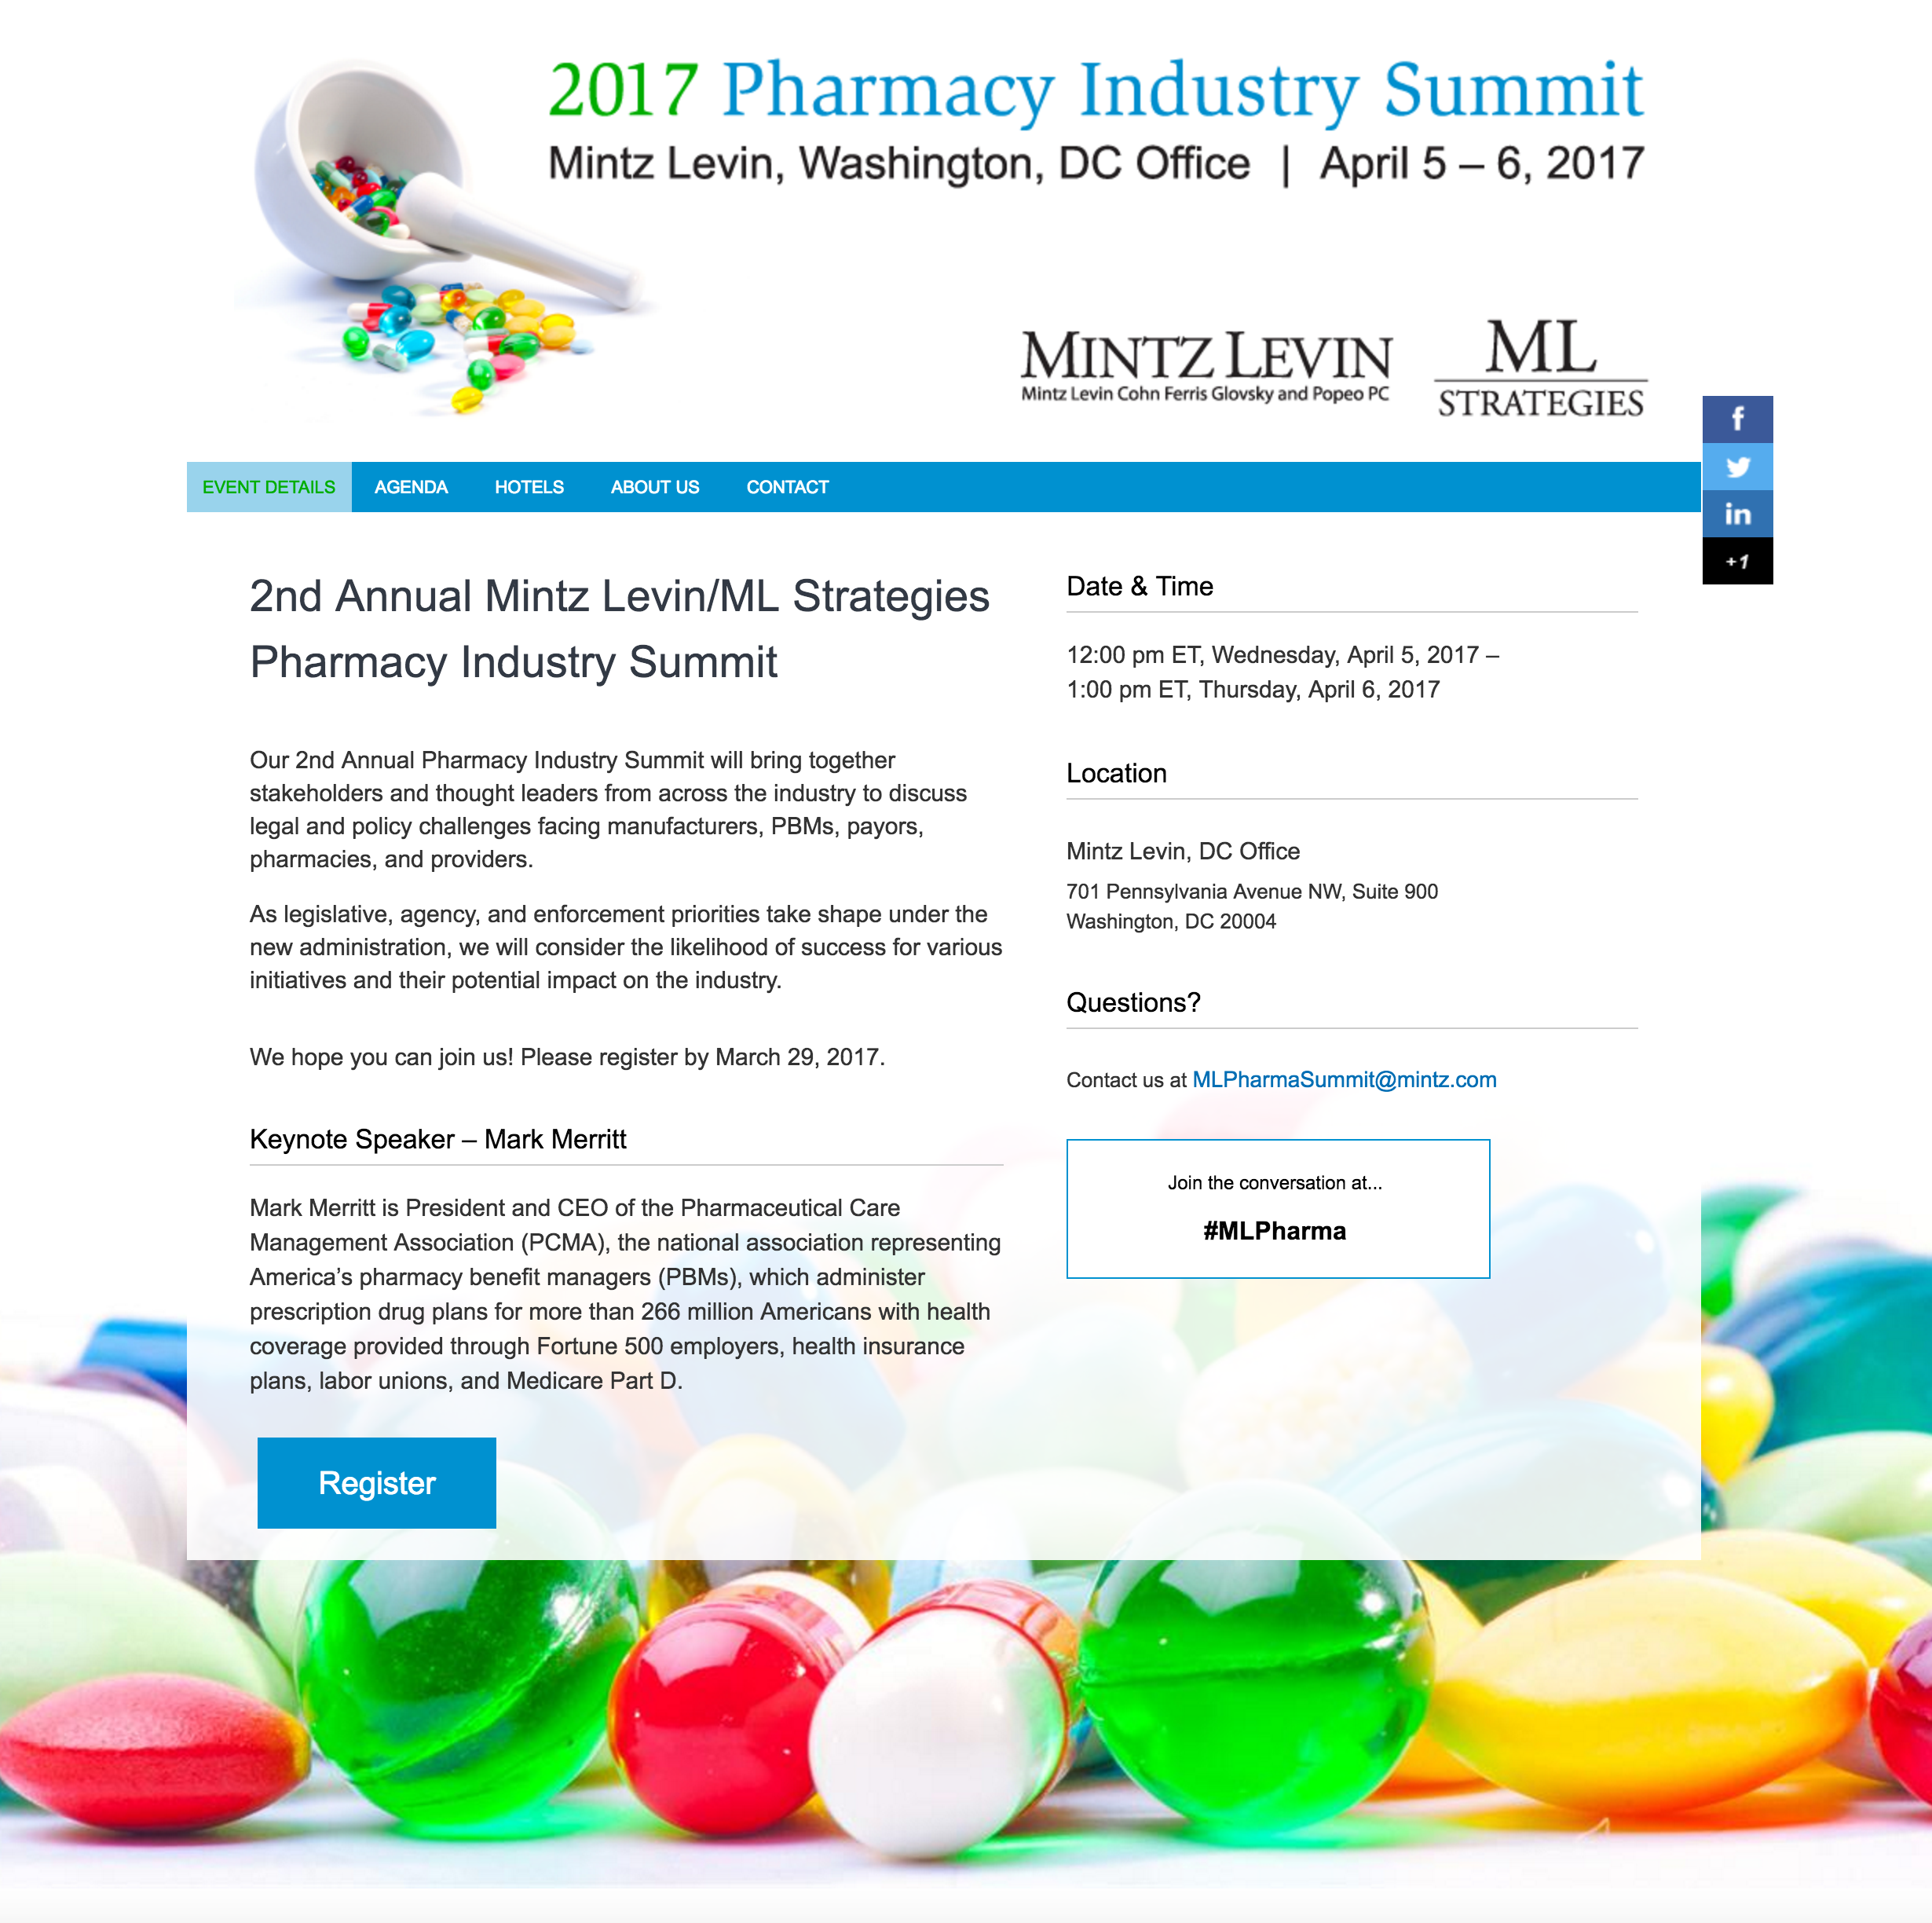 2017 Pharmacy Industry Summit
Mintz Levin, Washington, DC Office | April 5 – 6, 2017
MINTZ LEVIN
Mintz Levin Cohn Ferris Glovsky and Popeo PC
ML
STRATEGIES
f
in
+1
EVENT DETAILS AGENDA HOTELS ABOUT US CONTACT
2nd Annual Mintz Levin/ML Strategies
Pharmacy Industry Summit
Our 2nd Annual Pharmacy Industry Summit will bring together
stakeholders and thought leaders from across the industry to discuss
legal and policy challenges facing manufacturers, PBMs, payors,
pharmacies, and providers.
As legislative, agency, and enforcement priorities take shape under the
new administration, we will consider the likelihood of success for various
initiatives and their potential impact on the industry.
We hope you can join us! Please register by March 29, 2017.
Keynote Speaker – Mark Merritt
Mark Merritt is President and CEO of the Pharmaceutical Care
Management Association (PCMA), the national association representing
America’s pharmacy benefit managers (PBMs), which administer
prescription drug plans for more than 266 million Americans with health
coverage provided through Fortune 500 employers, health insurance
plans, labor unions, and Medicare Part D.
Register
Date & Time
12:00 pm ET, Wednesday, April 5, 2017 –
1:00 pm ET, Thursday, April 6, 2017
Location
Mintz Levin, DC Office
701 Pennsylvania Avenue NW, Suite 900
Washington, DC 20004
Questions?
Contact us at MLPharmaSummit@mintz.com
Join the conversation at...
#MLPharma